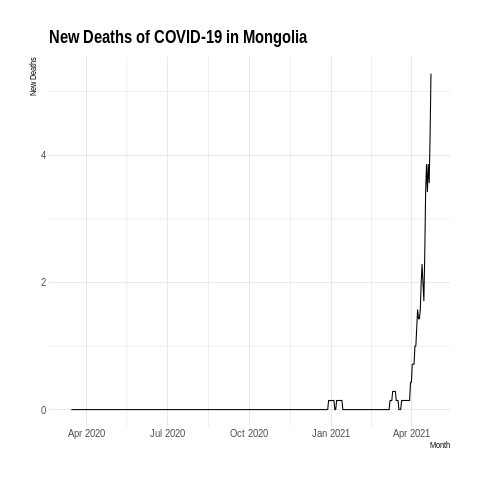 New Deaths of COVID-19 in Mongolia
New Deaths
4
2
0
Apr 2020 Jul 2020 Oct 2020 Jan 2021 Apr 2021
Month